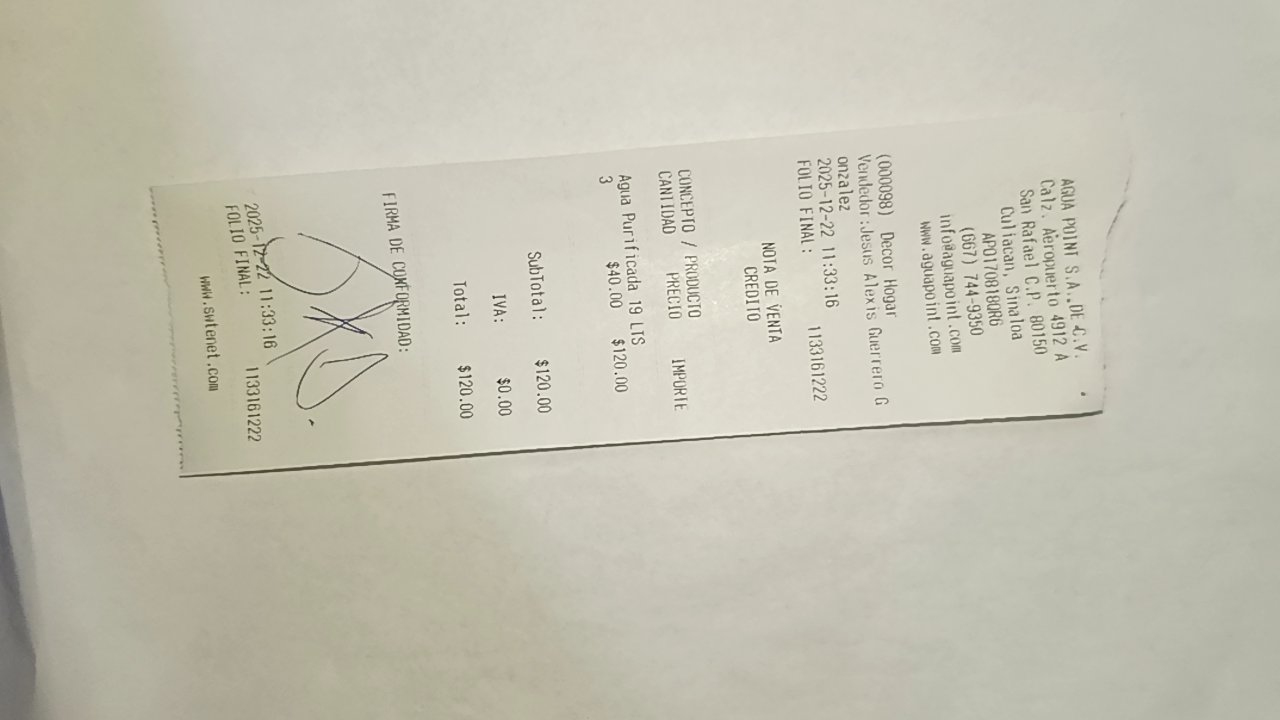 AGUA POINT S.A. DE C.V.
Calz. Aeropuerto 4912 A
San Rafael C.P. 80150
Culiacan, Sinaloa
APO170818QR6
(667) 744-9350
info@aguapoint.com
www.aguapoint.com
(000098) Decor Hogar
Vendedor:Jesus Alexis Guerrero G
onzalez
2025-12-22 11:33:16
FOLIO FINAL: 1133161222
NOTA DE VENTA
CREDITO
CONCEPTO / PRODUCTO
CANTIDAD PRECIO IMPORTE
Agua Purificada 19 LTS
3 $40.00 $120.00
SubTotal: $120.00
IVA: $0.00
Total: $120.00
FIRMA DE CONFORMIDAD:
2025-12-22 11:33:16
FOLIO FINAL: 1133161222
www.swtenet.com